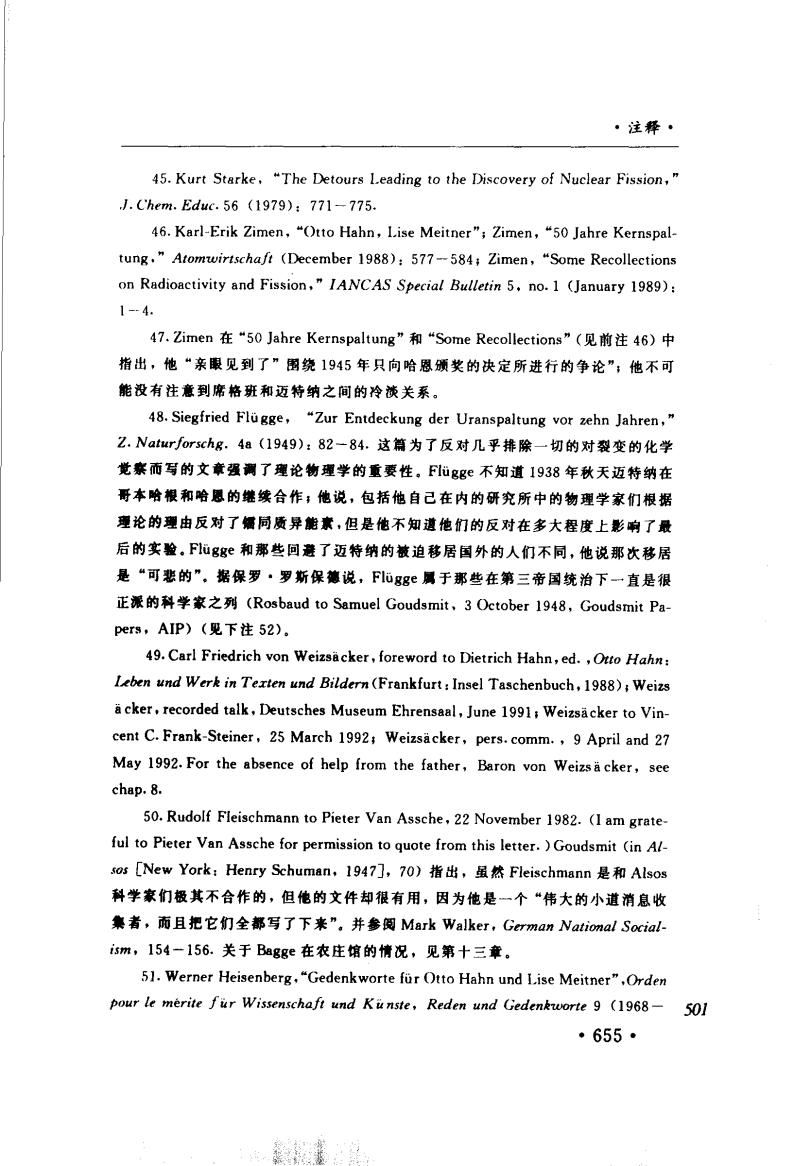 ·注释·
45. Kurt Starke, “The Detours Leading to the Discovery of Nuclear Fission,”
J. Chem. Educ. 56 (1979): 771—775.
46. Karl-Erik Zimen, “Otto Hahn, Lise Meitner”; Zimen, “50 Jahre Kernspal-
tung,” Atomwirtschaft (December 1988): 577—584; Zimen, “Some Recollections
on Radioactivity and Fission,” IANCAS Special Bulletin 5, no. 1 (January 1989):
1—4.
47. Zimen 在“50 Jahre Kernspaltung”和“Some Recollections”(见前注 46)中
指出，他“亲眼见到了”围绕 1945 年只向哈恩颁奖的决定所进行的争论”；他不可
能没有注意到席格班和迈特纳之间的冷淡关系。
48. Siegfried Flügge, “Zur Entdeckung der Uranspaltung vor zehn Jahren,”
Z. Naturforschg. 4a (1949): 82—84. 这篇为了反对几乎排除一切的对裂变的化学
觉察而写的文章强调了理论物理学的重要性。Flügge 不知道 1938 年秋天迈特纳在
哥本哈根和哈恩的继续合作；他说，包括他自己在内的研究所中的物理学家们根据
理论的理由反对了镭同质异能素，但是他不知道他们的反对在多大程度上影响了最
后的实验。Flügge 和那些回避了迈特纳的被迫移居国外的人们不同，他说那次移居
是“可悲的”。据保罗·罗斯保德说，Flügge 属于那些在第三帝国统治下一直是很
正派的科学家之列 (Rosbaud to Samuel Goudsmit, 3 October 1948, Goudsmit Pa-
pers, AIP)（见下注 52)。
49. Carl Friedrich von Weizsäcker, foreword to Dietrich Hahn, ed. , Otto Hahn:
Leben und Werk in Texten und Bildern (Frankfurt: Insel Taschenbuch, 1988); Weizs
äcker, recorded talk, Deutsches Museum Ehrensaal, June 1991; Weizsäcker to Vin-
cent C. Frank-Steiner, 25 March 1992; Weizsäcker, pers. comm. , 9 April and 27
May 1992. For the absence of help from the father, Baron von Weizsäcker, see
chap. 8.
50. Rudolf Fleischmann to Pieter Van Assche, 22 November 1982. (I am grate-
ful to Pieter Van Assche for permission to quote from this letter. ) Goudsmit (in Al-
sos [New York: Henry Schuman, 1947], 70) 指出，虽然 Fleischmann 是和 Alsos
科学家们极其不合作的，但他的文件却很有用，因为他是一个“伟大的小道消息收
集者，而且把它们全都写了下来”。并参阅 Mark Walker, German National Social-
ism, 154—156. 关于 Bagge 在农庄馆的情况，见第十三章。
51. Werner Heisenberg, “Gedenkworte für Otto Hahn und Lise Meitner”, Orden
pour le mérite für Wissenschaft und Künste, Reden und Gedenkworte 9 (1968—
501
·655·